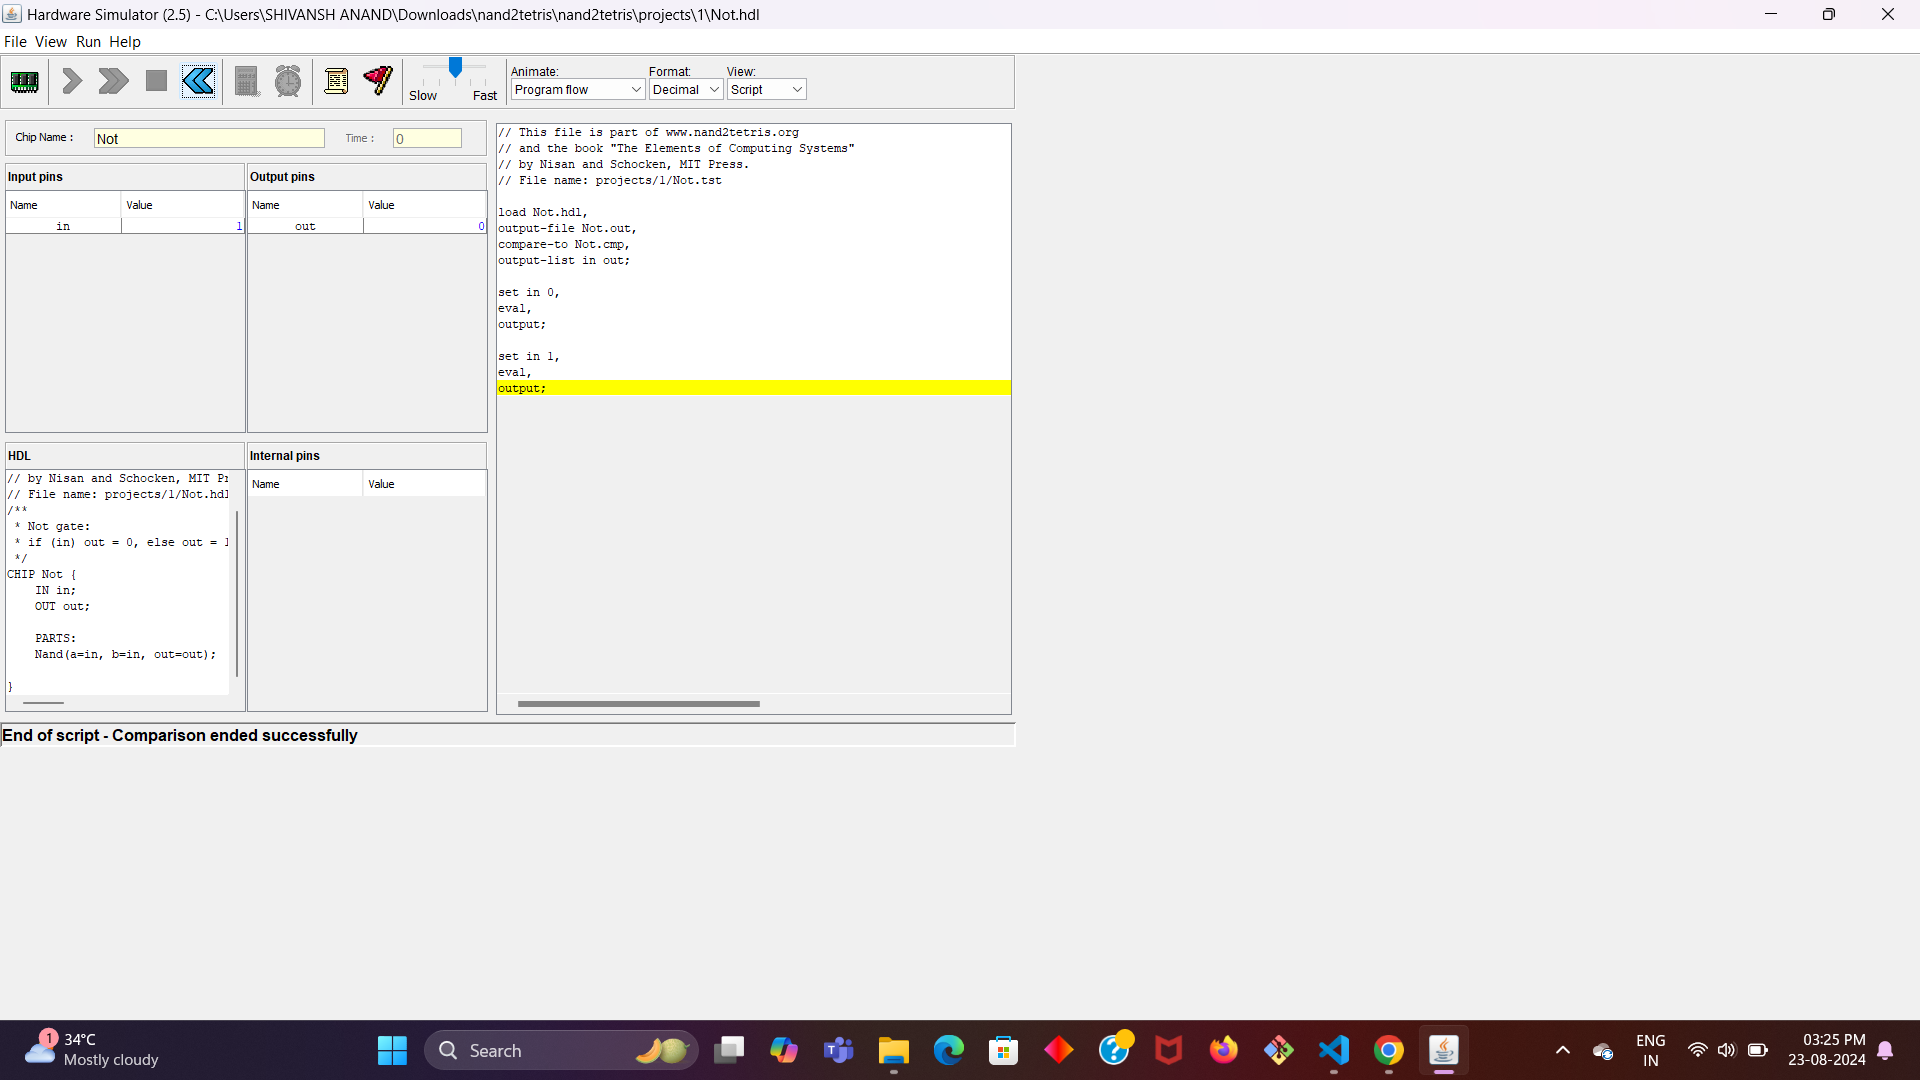 Hardware Simulator (2.5) - C:\Users\SHIVANSH ANAND\Downloads\nand2tetris\nand2tetris\projects\1\Not.hdl
File View Run Help
Slow Fast
Animate: Format: View:
Program flow Decimal Script
Chip Name : Not Time : 0
Input pins Output pins
Name Value Name Value
in 1 out 0
// This file is part of www.nand2tetris.org
// and the book "The Elements of Computing Systems"
// by Nisan and Schocken, MIT Press.
// File name: projects/1/Not.tst
load Not.hdl,
output-file Not.out,
compare-to Not.cmp,
output-list in out;
set in 0,
eval,
output;
set in 1,
eval,
output;
HDL Internal pins
Name Value
// by Nisan and Schocken, MIT Pr
// File name: projects/1/Not.hdl
/**
* Not gate:
* if (in) out = 0, else out = 1
*/
CHIP Not {
IN in;
OUT out;
PARTS:
Nand(a=in, b=in, out=out);
}
End of script - Comparison ended successfully
1
34°C
Mostly cloudy
Search
ENG
IN
03:25 PM
23-08-2024